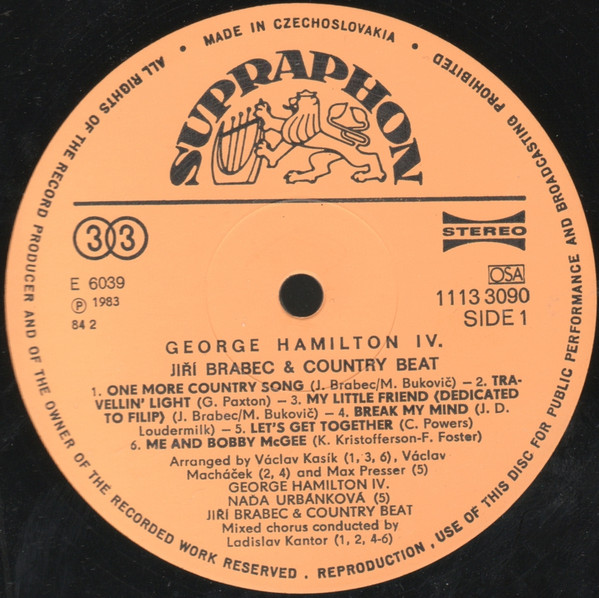 ALL RIGHTS OF THE RECORD PRODUCER AND OF THE OWNER OF THE RECORDED WORK RESERVED . REPRODUCTION , USE OF THIS DISC FOR PUBLIC PERFORMANCE AND BROADCASTING PROHIBITED • MADE IN CZECHOSLOVAKIA •
SUPRAPHON
33
STEREO
E 6039
℗ 1983
84 2
OSA
1113 3090
SIDE 1
GEORGE HAMILTON IV.
JIŘÍ BRABEC & COUNTRY BEAT
1. ONE MORE COUNTRY SONG (J. Brabec/M. Bukovič) – 2. TRA-
VELLIN' LIGHT (G. Paxton) – 3. MY LITTLE FRIEND (DEDICATED
TO FILIP) (J. Brabec/M. Bukovič) – 4. BREAK MY MIND (J. D.
Loudermilk) – 5. LET'S GET TOGETHER (C. Powers)
6. ME AND BOBBY McGEE (K. Kristofferson-F. Foster)
Arranged by Václav Kasík (1, 3, 6), Václav
Macháček (2, 4) and Max Presser (5)
GEORGE HAMILTON IV.
NAĎA URBÁNKOVÁ (5)
JIŘÍ BRABEC & COUNTRY BEAT
Mixed chorus conducted by
Ladislav Kantor (1, 2, 4-6)